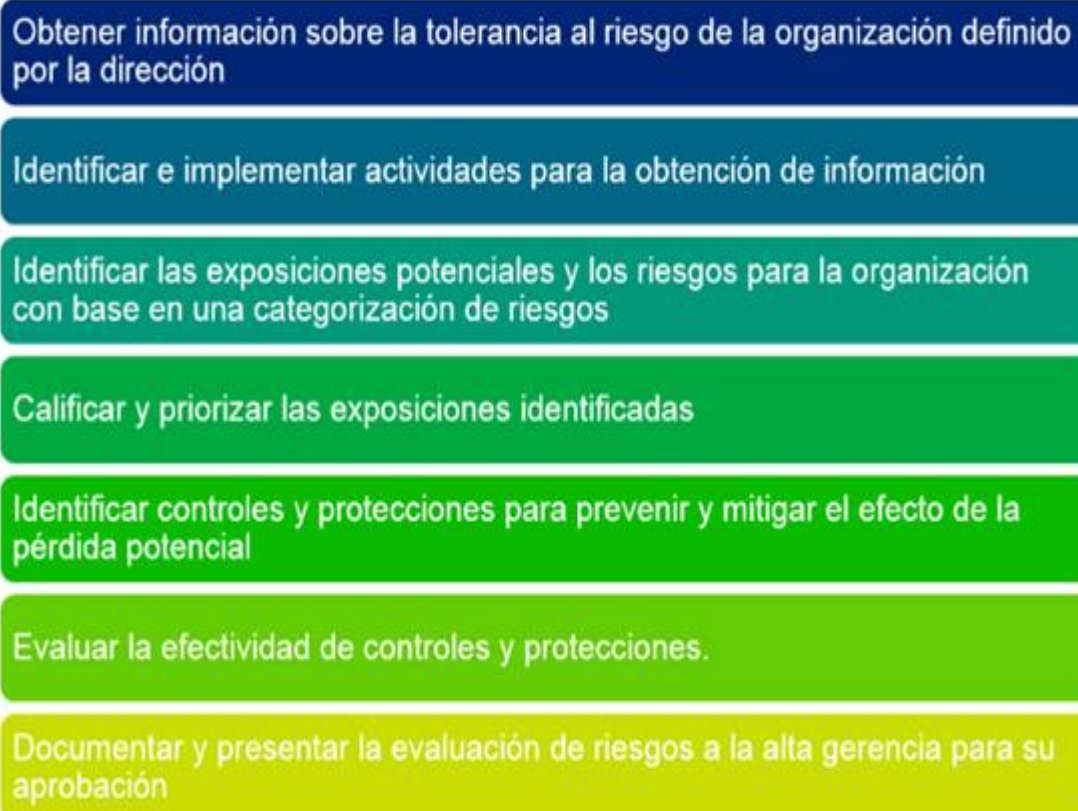 Obtener información sobre la tolerancia al riesgo de la organización definido
por la dirección
Identificar e implementar actividades para la obtención de información
Identificar las exposiciones potenciales y los riesgos para la organización
con base en una categorización de riesgos
Calificar y priorizar las exposiciones identificadas
Identificar controles y protecciones para prevenir y mitigar el efecto de la
pérdida potencial
Evaluar la efectividad de controles y protecciones.
Documentar y presentar la evaluación de riesgos a la alta gerencia para su
aprobación